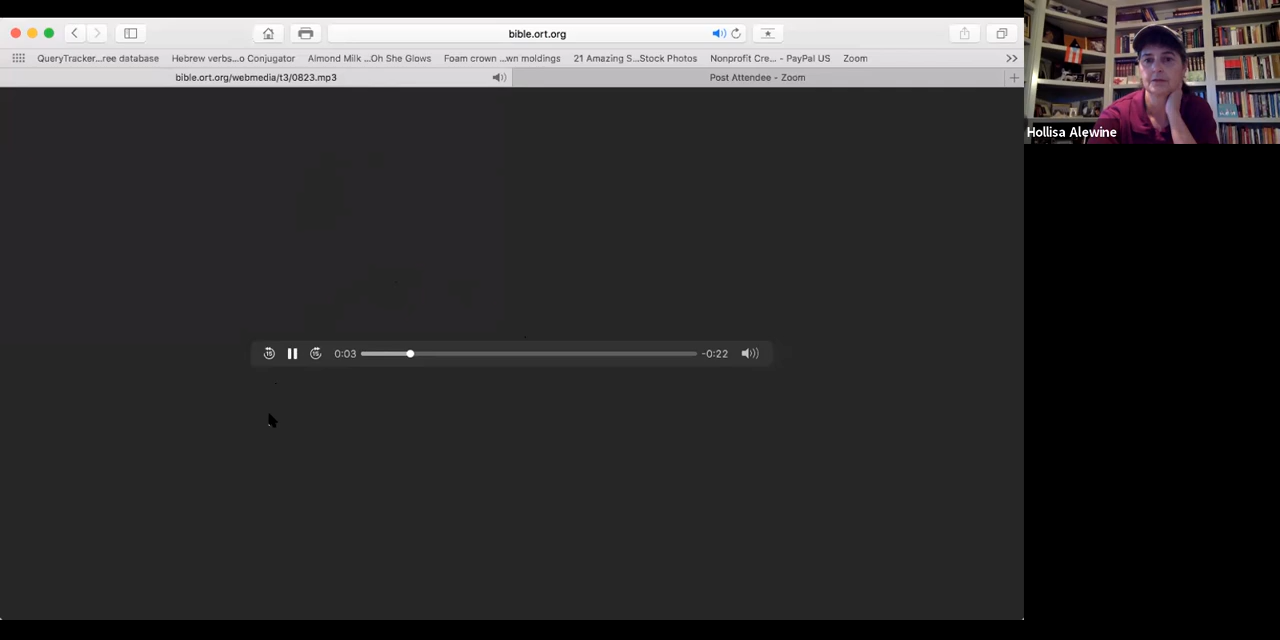 bible.ort.org
QueryTracker...ree database Hebrew verbs...o Conjugator Almond Milk ...Oh She Glows Foam crown ...wn moldings 21 Amazing S...Stock Photos Nonprofit Cre... - PayPal US Zoom
bible.ort.org/webmedia/t3/0823.mp3 Post Attendee - Zoom
15 15 0:03 -0:22
Hollisa Alewine